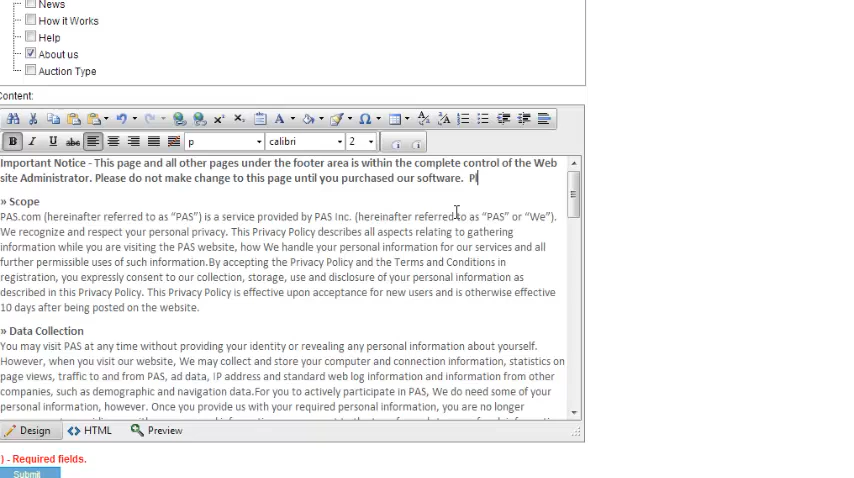 News
How it Works
Help
About us
Auction Type
Content:
B I U abc p calibri 2
Important Notice - This page and all other pages under the footer area is within the complete control of the Web
site Administrator. Please do not make change to this page until you purchased our software. Pl
» Scope
PAS.com (hereinafter referred to as “PAS”) is a service provided by PAS Inc. (hereinafter referred to as “PAS” or “We”).
We recognize and respect your personal privacy. This Privacy Policy describes all aspects relating to gathering
information while you are visiting the PAS website, how We handle your personal information for our services and all
further permissible uses of such information.By accepting the Privacy Policy and the Terms and Conditions in
registration, you expressly consent to our collection, storage, use and disclosure of your personal information as
described in this Privacy Policy. This Privacy Policy is effective upon acceptance for new users and is otherwise effective
10 days after being posted on the website.
» Data Collection
You may visit PAS at any time without providing your identity or revealing any personal information about yourself.
However, when you visit our website, We may collect and store your computer and connection information, statistics on
page views, traffic to and from PAS, ad data, IP address and standard web log information and information from other
companies, such as demographic and navigation data.For you to actively participate in PAS, We do need some of your
personal information, however. Once you provide us with your required personal information, you are no longer
Design HTML Preview
) - Required fields.
Submit